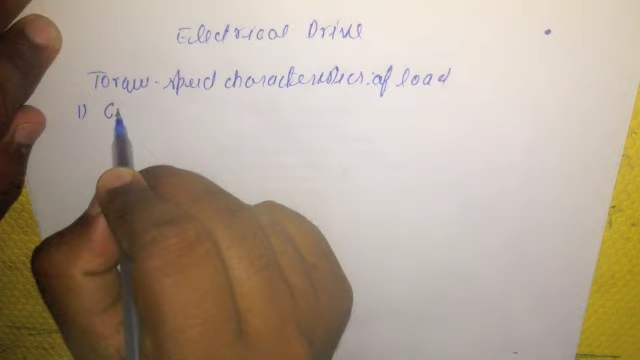 Electrical Drive
Torque-speed characteristics of load
1) C